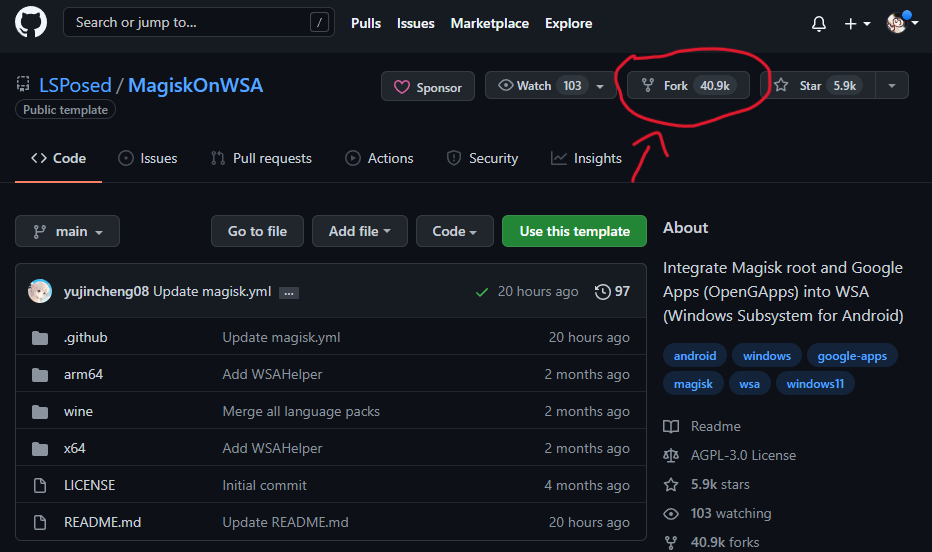 Search or jump to... /
Pulls Issues Marketplace Explore
LSPosed / MagiskOnWSA
Public template
Sponsor
Watch 103
Fork 40.9k
Star 5.9k
Code Issues Pull requests Actions Security Insights
main
Go to file
Add file
Code
Use this template
yujincheng08 Update magisk.yml ... 20 hours ago 97
.github Update magisk.yml 20 hours ago
arm64 Add WSAHelper 2 months ago
wine Merge all language packs 2 months ago
x64 Add WSAHelper 2 months ago
LICENSE Initial commit 4 months ago
README.md Update README.md 20 hours ago
About
Integrate Magisk root and Google
Apps (OpenGApps) into WSA
(Windows Subsystem for Android)
android windows google-apps
magisk wsa windows11
Readme
AGPL-3.0 License
5.9k stars
103 watching
40.9k forks